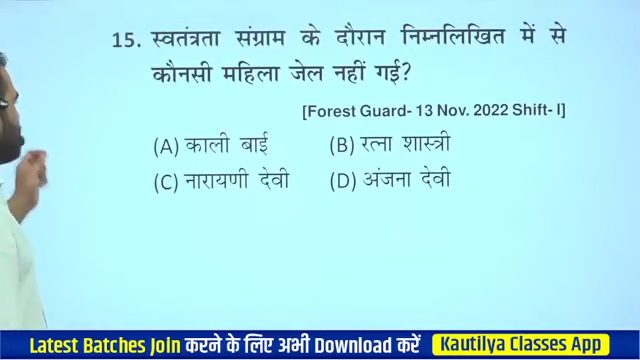 15. स्वतंत्रता संग्राम के दौरान निम्नलिखित में से
कौनसी महिला जेल नहीं गई?
[Forest Guard- 13 Nov. 2022 Shift- I]
(A) काली बाई (B) रत्ना शास्त्री
(C) नारायणी देवी (D) अंजना देवी
Latest Batches Join करने के लिए अभी Download करें Kautilya Classes App